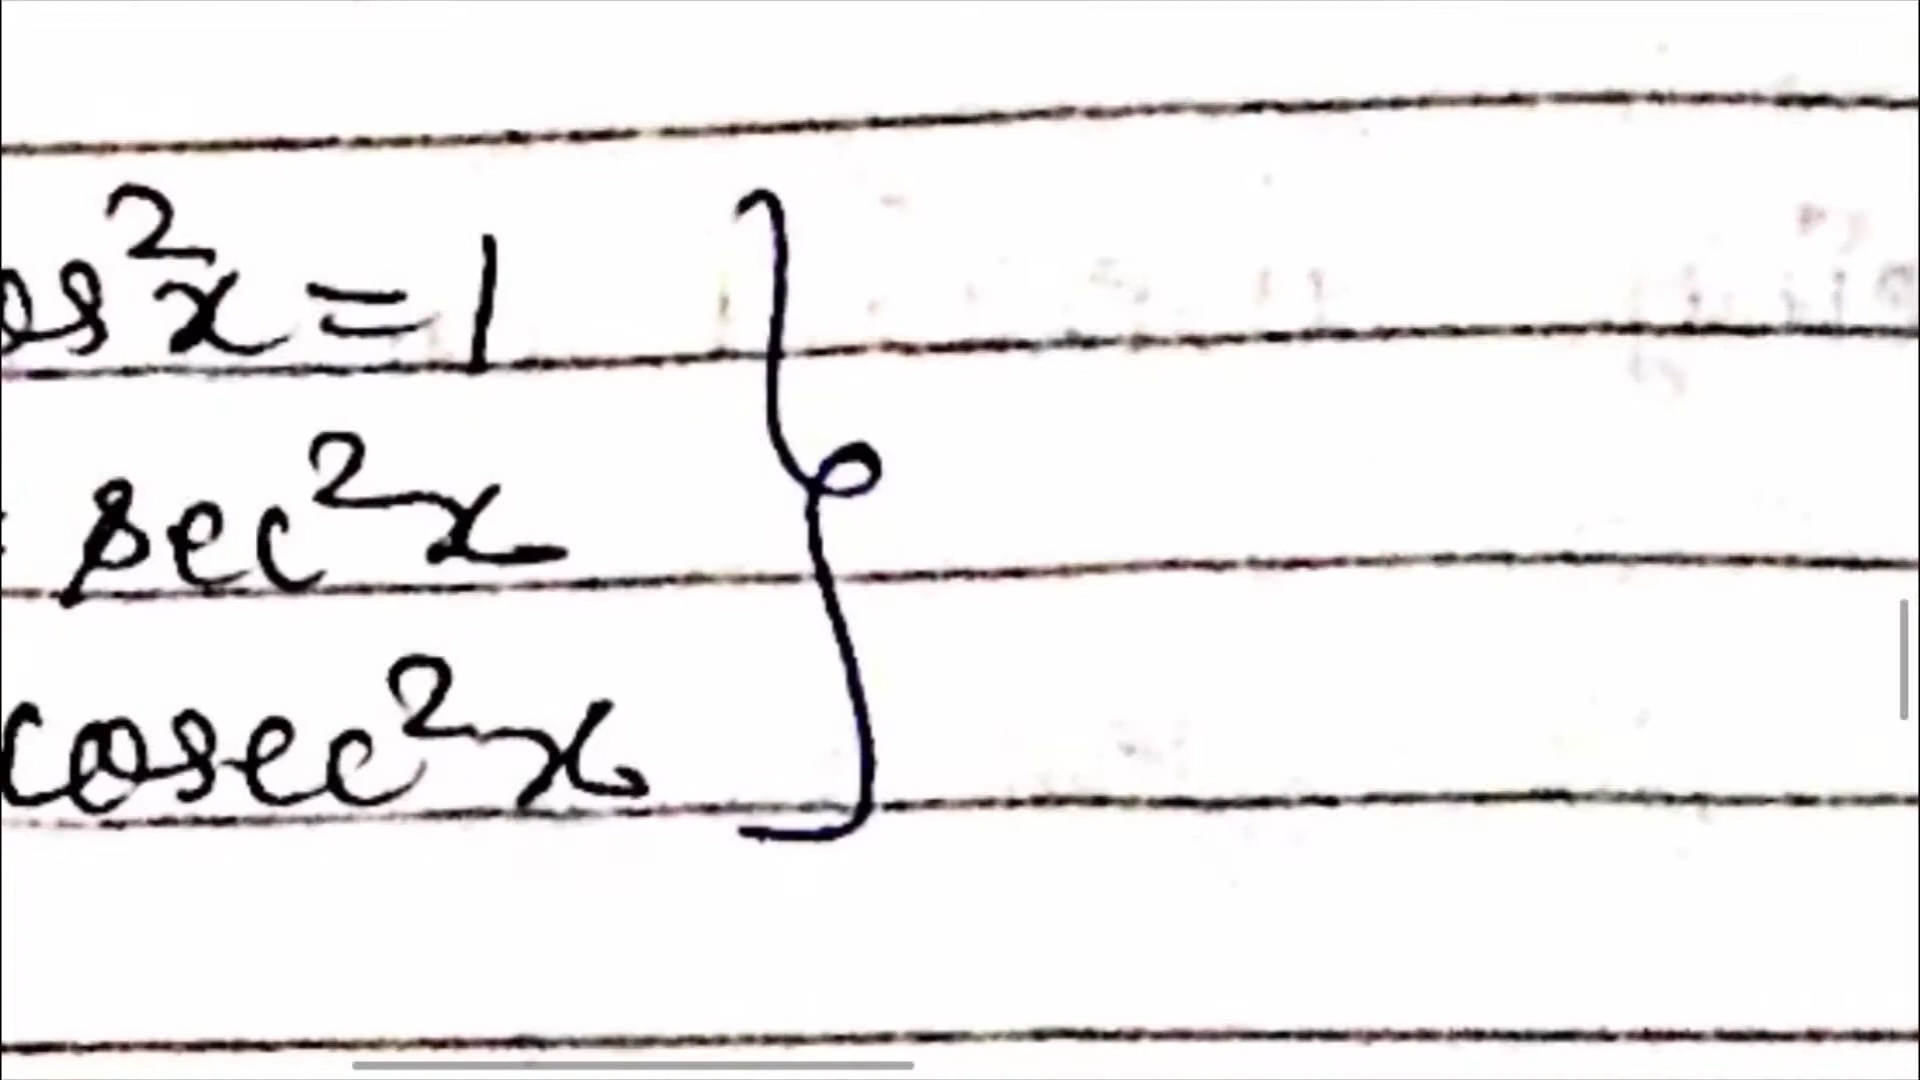 os²x = 1
sec²x
cosec²x